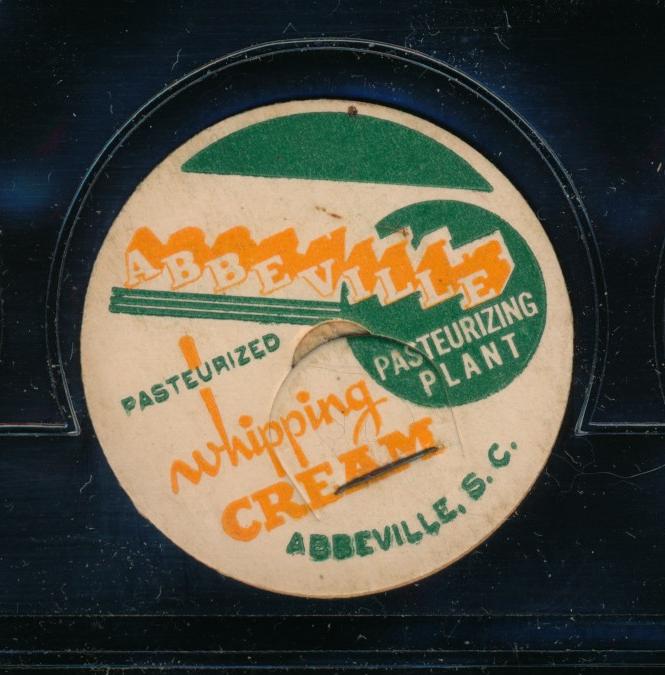 ABBEVILLE
PASTEURIZING
PLANT
PASTEURIZED
whipping
CREAM
ABBEVILLE, S.C.